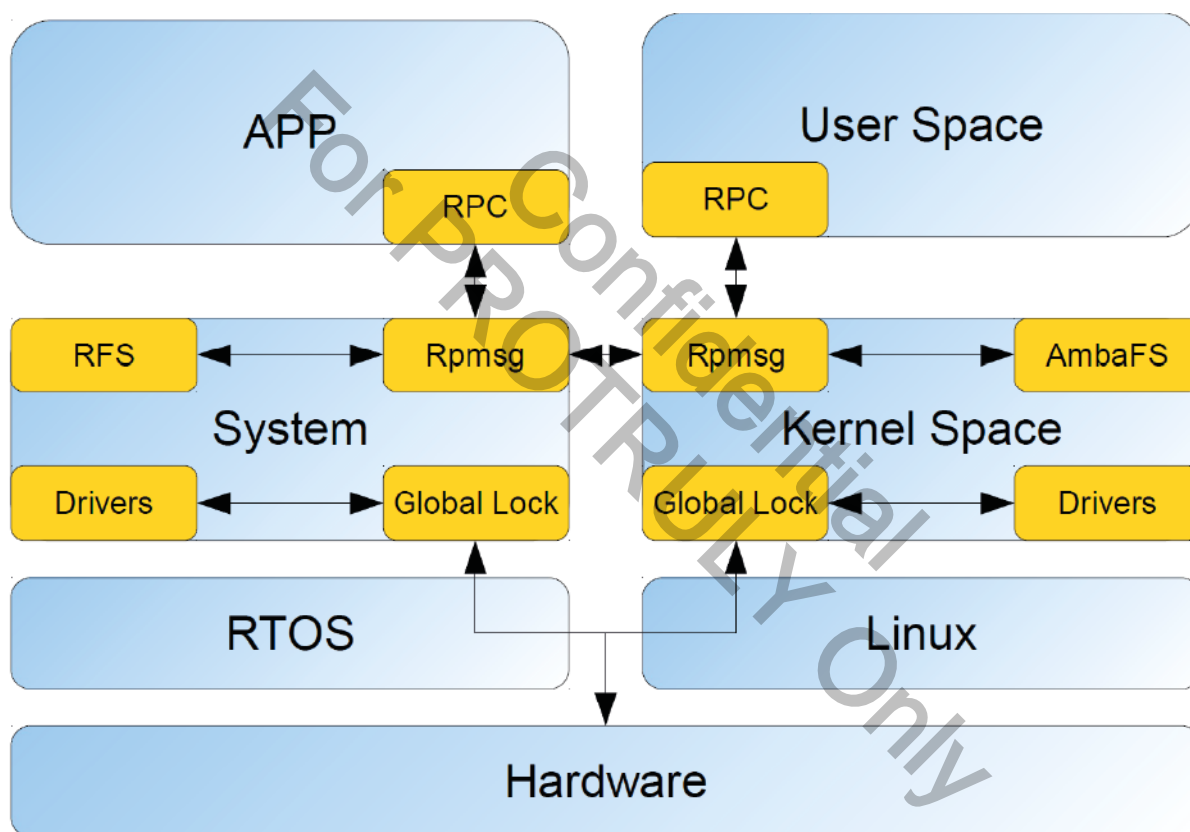 APP
User Space
RPC
RPC
RFS
Rpmsg
Rpmsg
AmbaFS
System
Kernel Space
Drivers
Global Lock
Global Lock
Drivers
RTOS
Linux
Hardware
Confidential
For PROTRULY Only